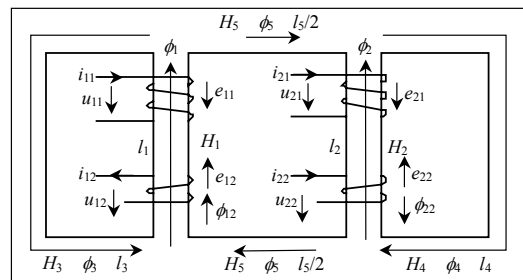 H₅ ϕ₅ l₅/2
ϕ₁ ϕ₂
i₁₁ e₁₁ i₂₁ e₂₁
u₁₁ u₂₁
l₁ H₁ l₂ H₂
i₁₂ e₁₂ i₂₂ e₂₂
u₁₂ ϕ₁₂ u₂₂ ϕ₂₂
H₃ ϕ₃ l₃ H₅ ϕ₅ l₅/2 H₄ ϕ₄ l₄